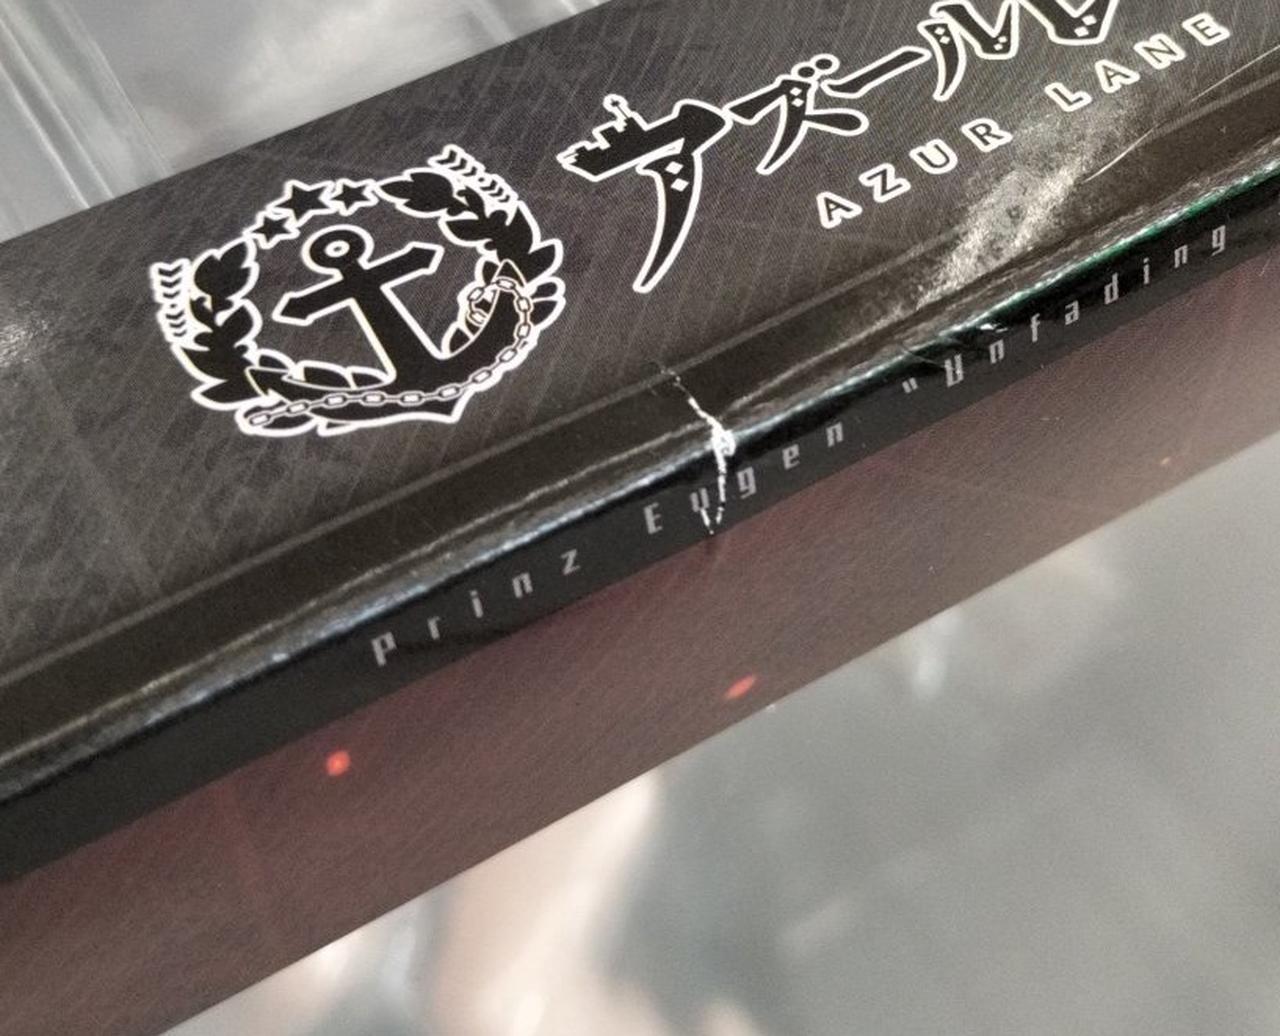 アズール
AZUR LANE
Prinz Eugen "Unfading